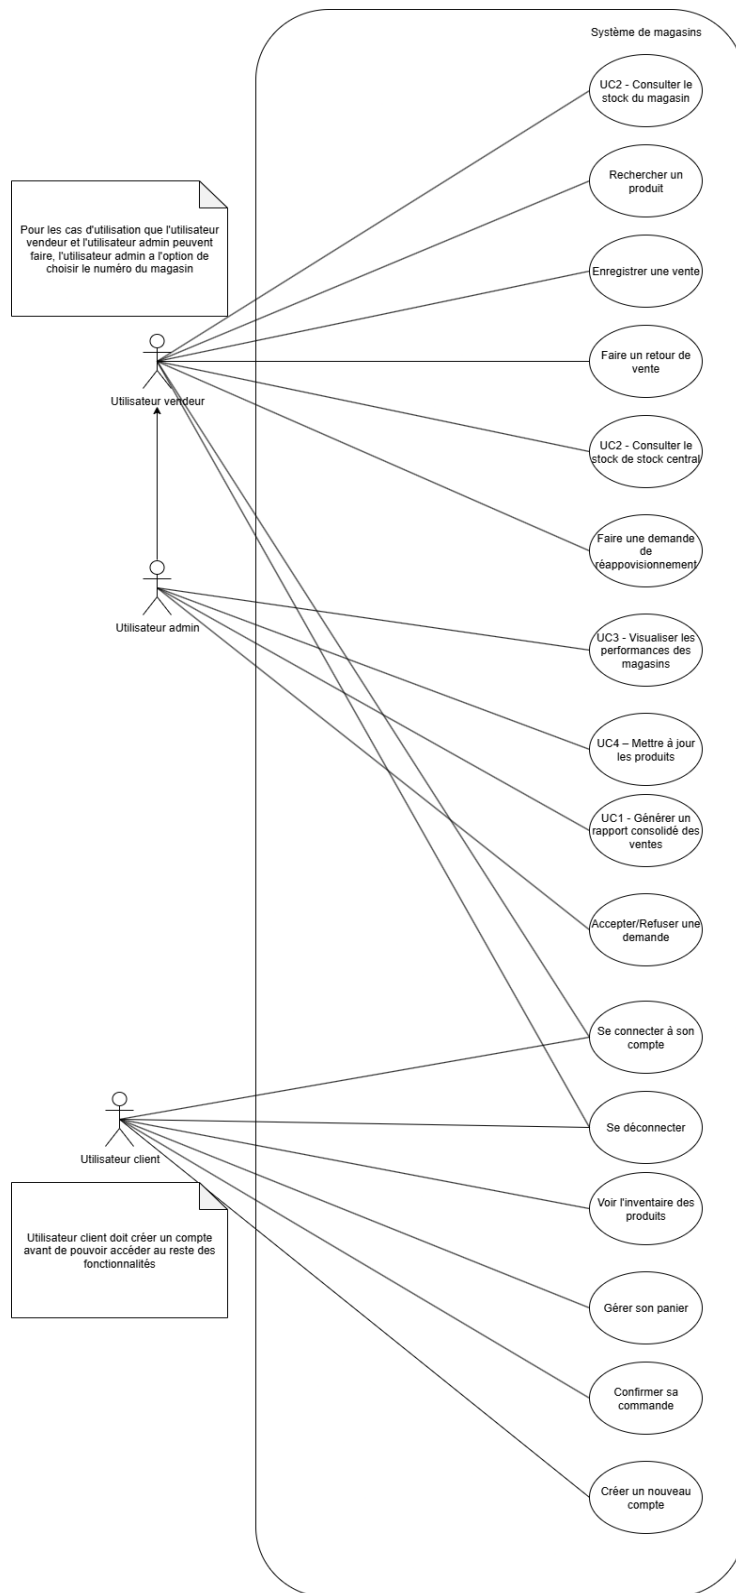 Système de magasins
UC2 - Consulter le
stock du magasin
Rechercher un
produit
Pour les cas d'utilisation que l'utilisateur
vendeur et l'utilisateur admin peuvent
faire, l'utilisateur admin a l'option de
choisir le numéro du magasin
Enregistrer une vente
Faire un retour de
vente
Utilisateur vendeur
UC2 - Consulter le
stock de stock central
Faire une demande
de
réappovisionnement
Utilisateur admin
UC3 - Visualiser les
performances des
magasins
UC4 – Mettre à jour
les produits
UC1 - Générer un
rapport consolidé des
ventes
Accepter/Refuser une
demande
Se connecter à son
compte
Se déconnecter
Utilisateur client
Voir l'inventaire des
produits
Utilisateur client doit créer un compte
avant de pouvoir accéder au reste des
fonctionnalités
Gérer son panier
Confirmer sa
commande
Créer un nouveau
compte